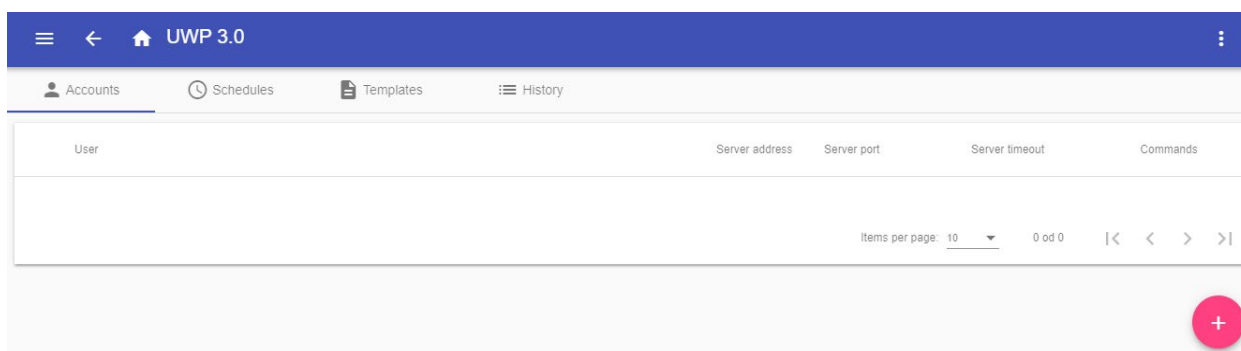 UWP 3.0
Accounts Schedules Templates History
User Server address Server port Server timeout Commands
Items per page: 10 0 od 0